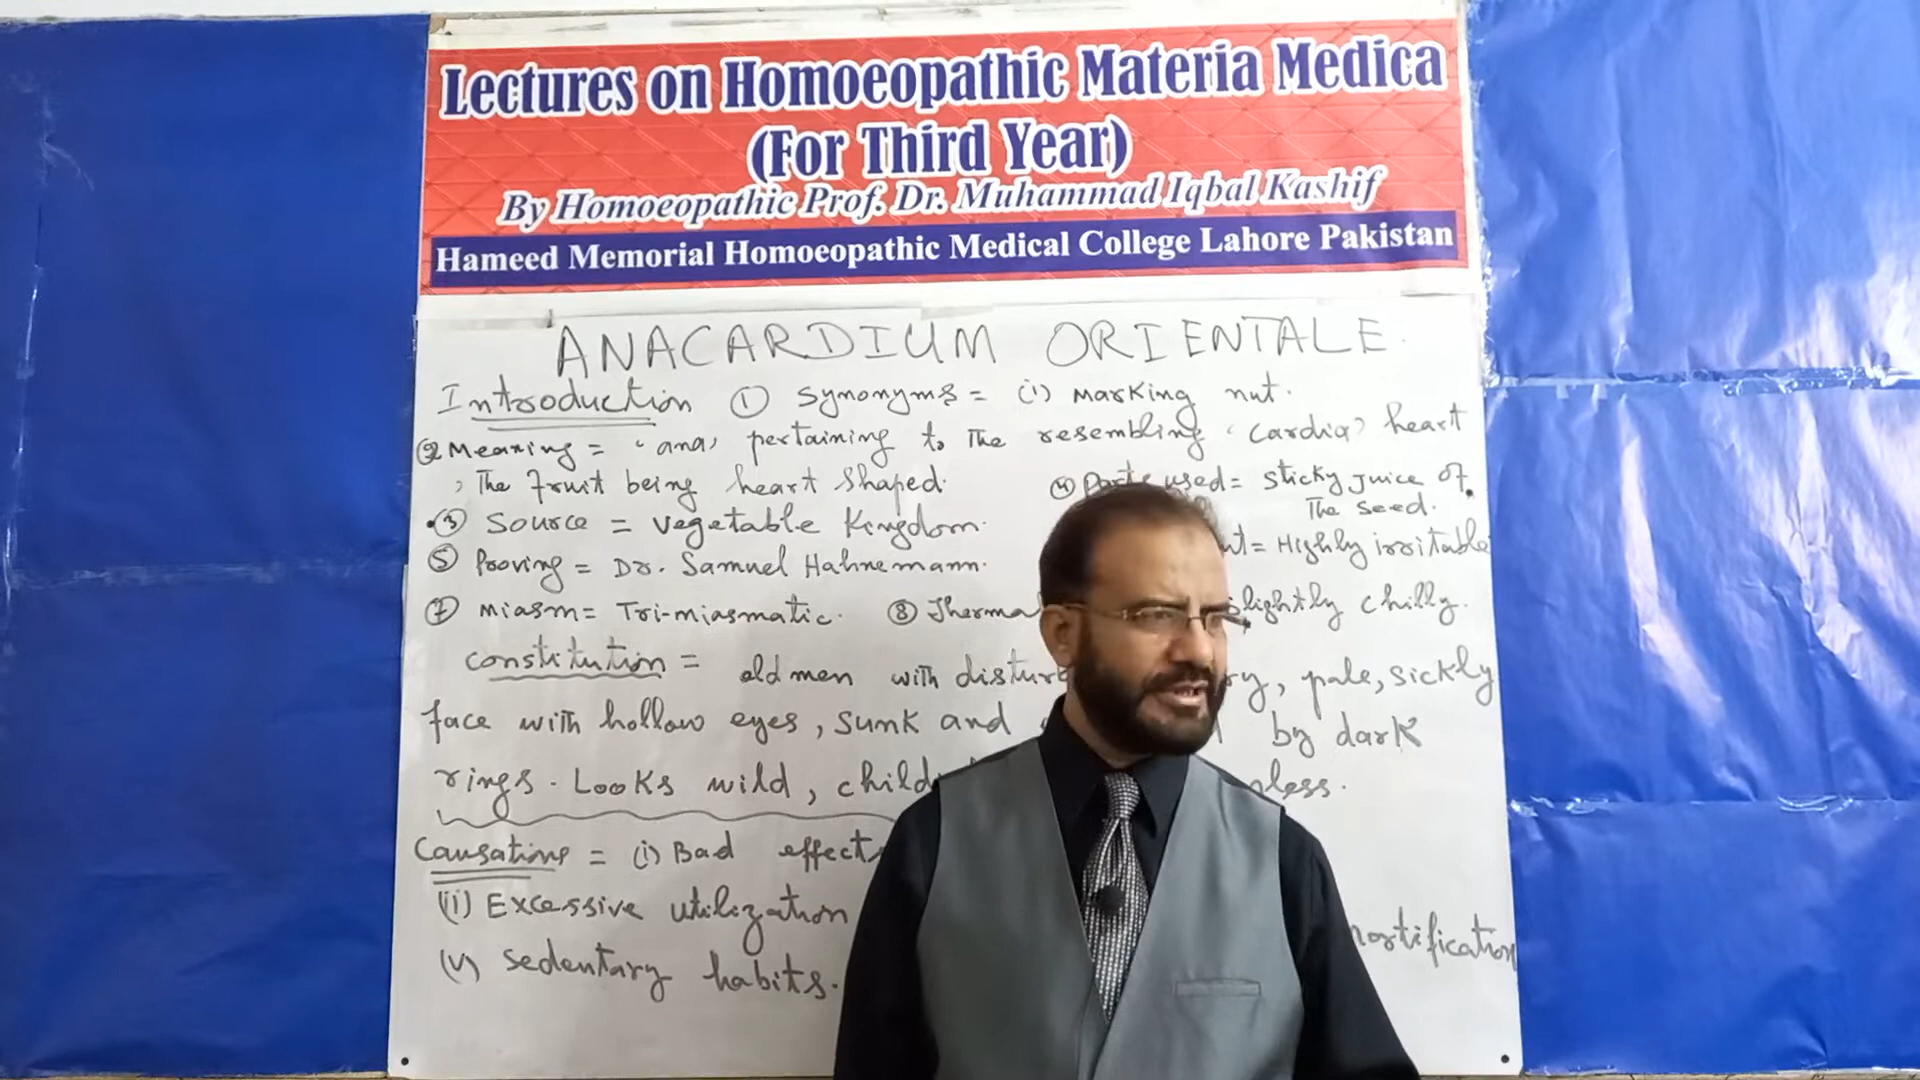 Lectures on Homoeopathic Materia Medica
(For Third Year)
By Homoeopathic Prof. Dr. Muhammad Iqbal Kashif
Hameed Memorial Homoeopathic Medical College Lahore Pakistan
ANACARDIUM ORIENTALE.
Introduction ① Synonyms = (i) Marking nut.
② Meaning = 'ana' pertaining to The resembling 'cardia' heart
, The fruit being heart shaped.
④ Parts used = sticky juice of
The seed.
③ Source = vegetable Kingdom.
= Highly irritable
⑤ Proving = Dr. Samuel Hahnemann.
⑦ Miasm = Tri-miasmatic. ⑧ Therma slightly chilly.
constitution = old men with pale, sickly
face with hollow eyes, sunk and by dark
rings. Looks wild,
Causations = (i) Bad effects
(ii) Excessive utilization
(v) sedentary habits.